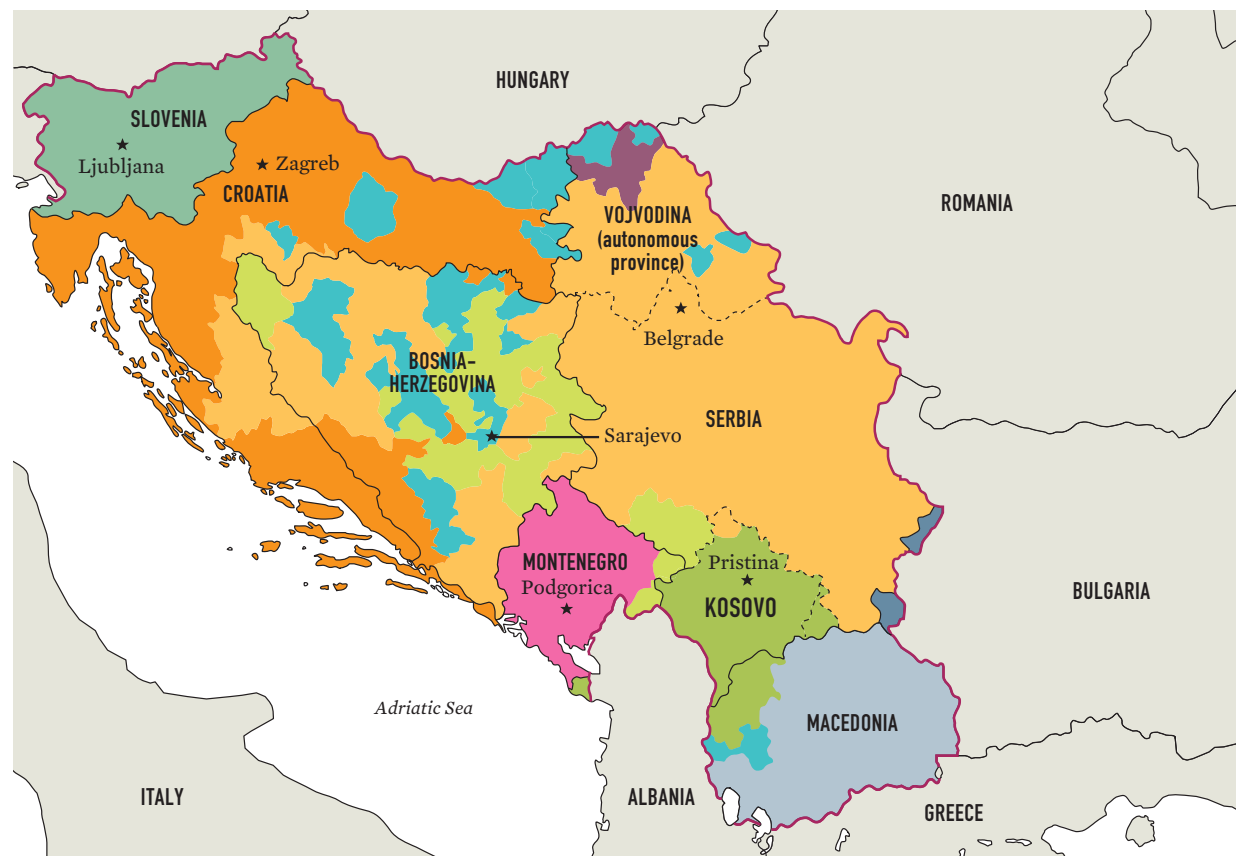 HUNGARY
SLOVENIA
Ljubljana
Zagreb
CROATIA
ROMANIA
VOJVODINA
(autonomous
province)
Belgrade
BOSNIA–
HERZEGOVINA
SERBIA
Sarajevo
MONTENEGRO
Podgorica
Pristina
KOSOVO
BULGARIA
Adriatic Sea
MACEDONIA
ITALY
ALBANIA
GREECE